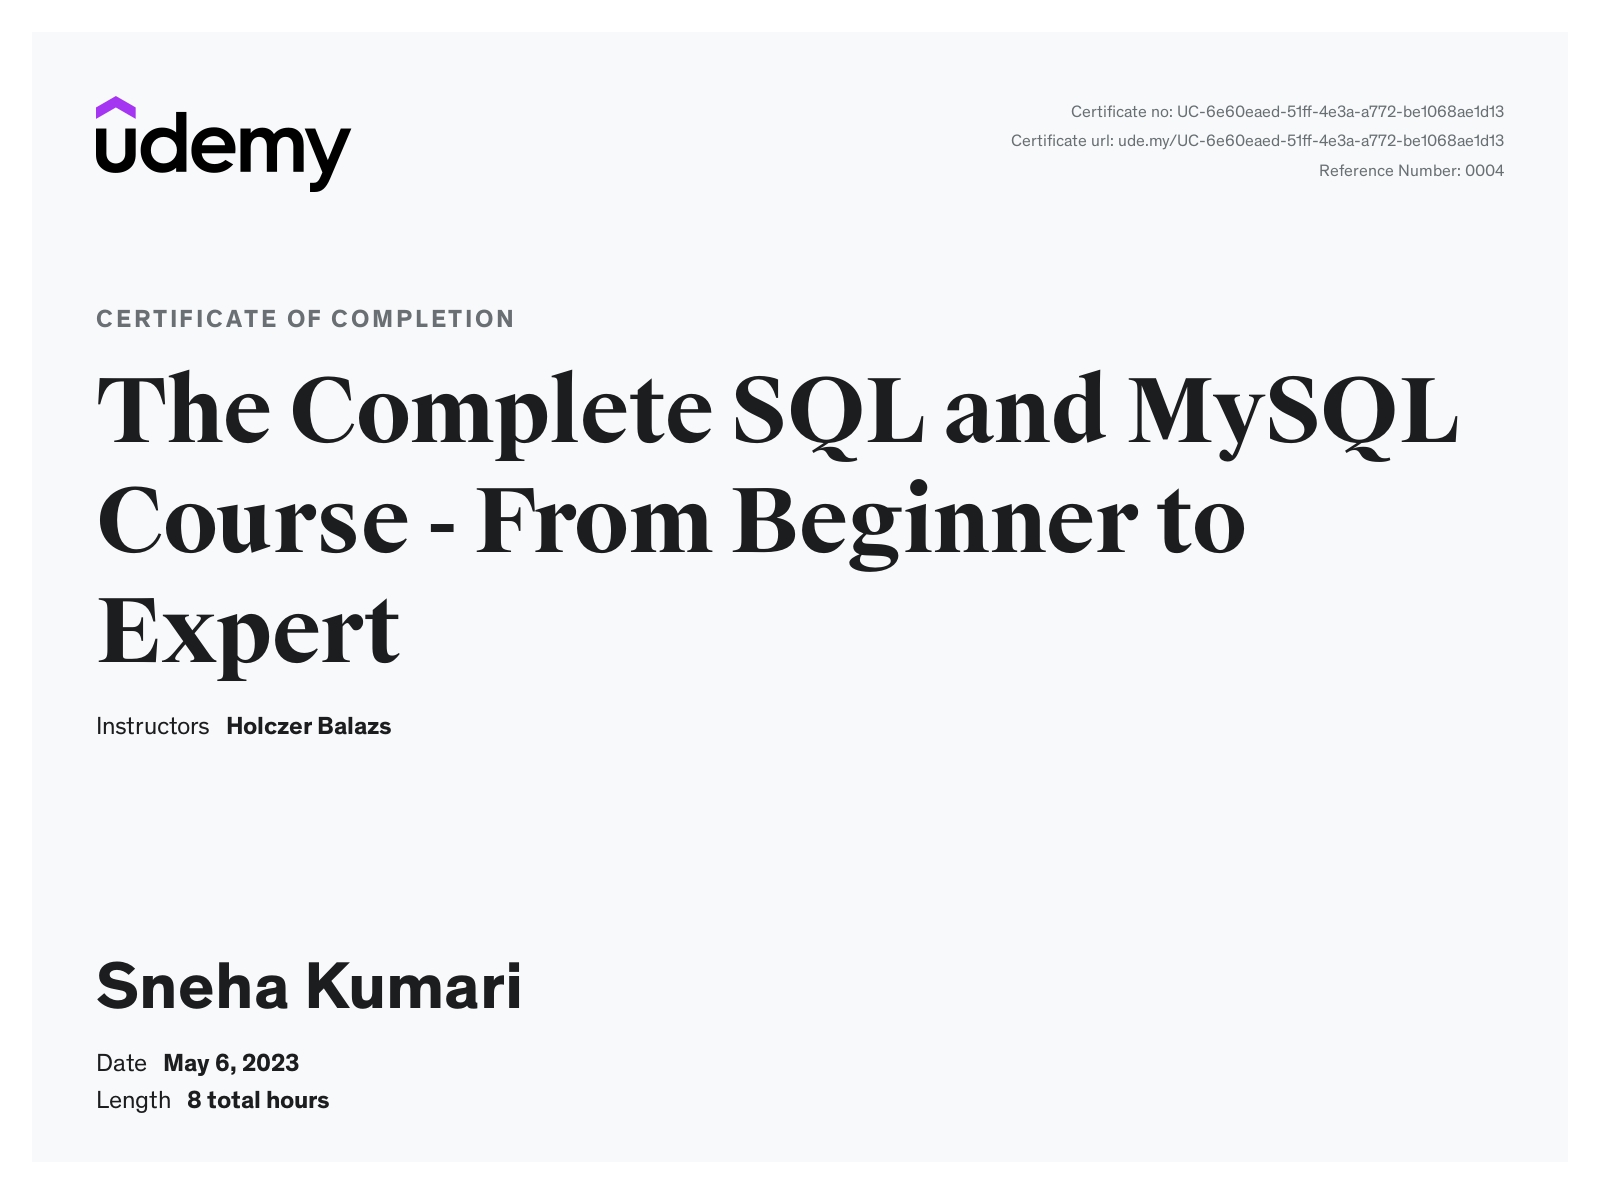 udemy
Certificate no: UC-6e60eaed-51ff-4e3a-a772-be1068ae1d13
Certificate url: ude.my/UC-6e60eaed-51ff-4e3a-a772-be1068ae1d13
Reference Number: 0004
CERTIFICATE OF COMPLETION
The Complete SQL and MySQL
Course - From Beginner to
Expert
Instructors Holczer Balazs
Sneha Kumari
Date May 6, 2023
Length 8 total hours